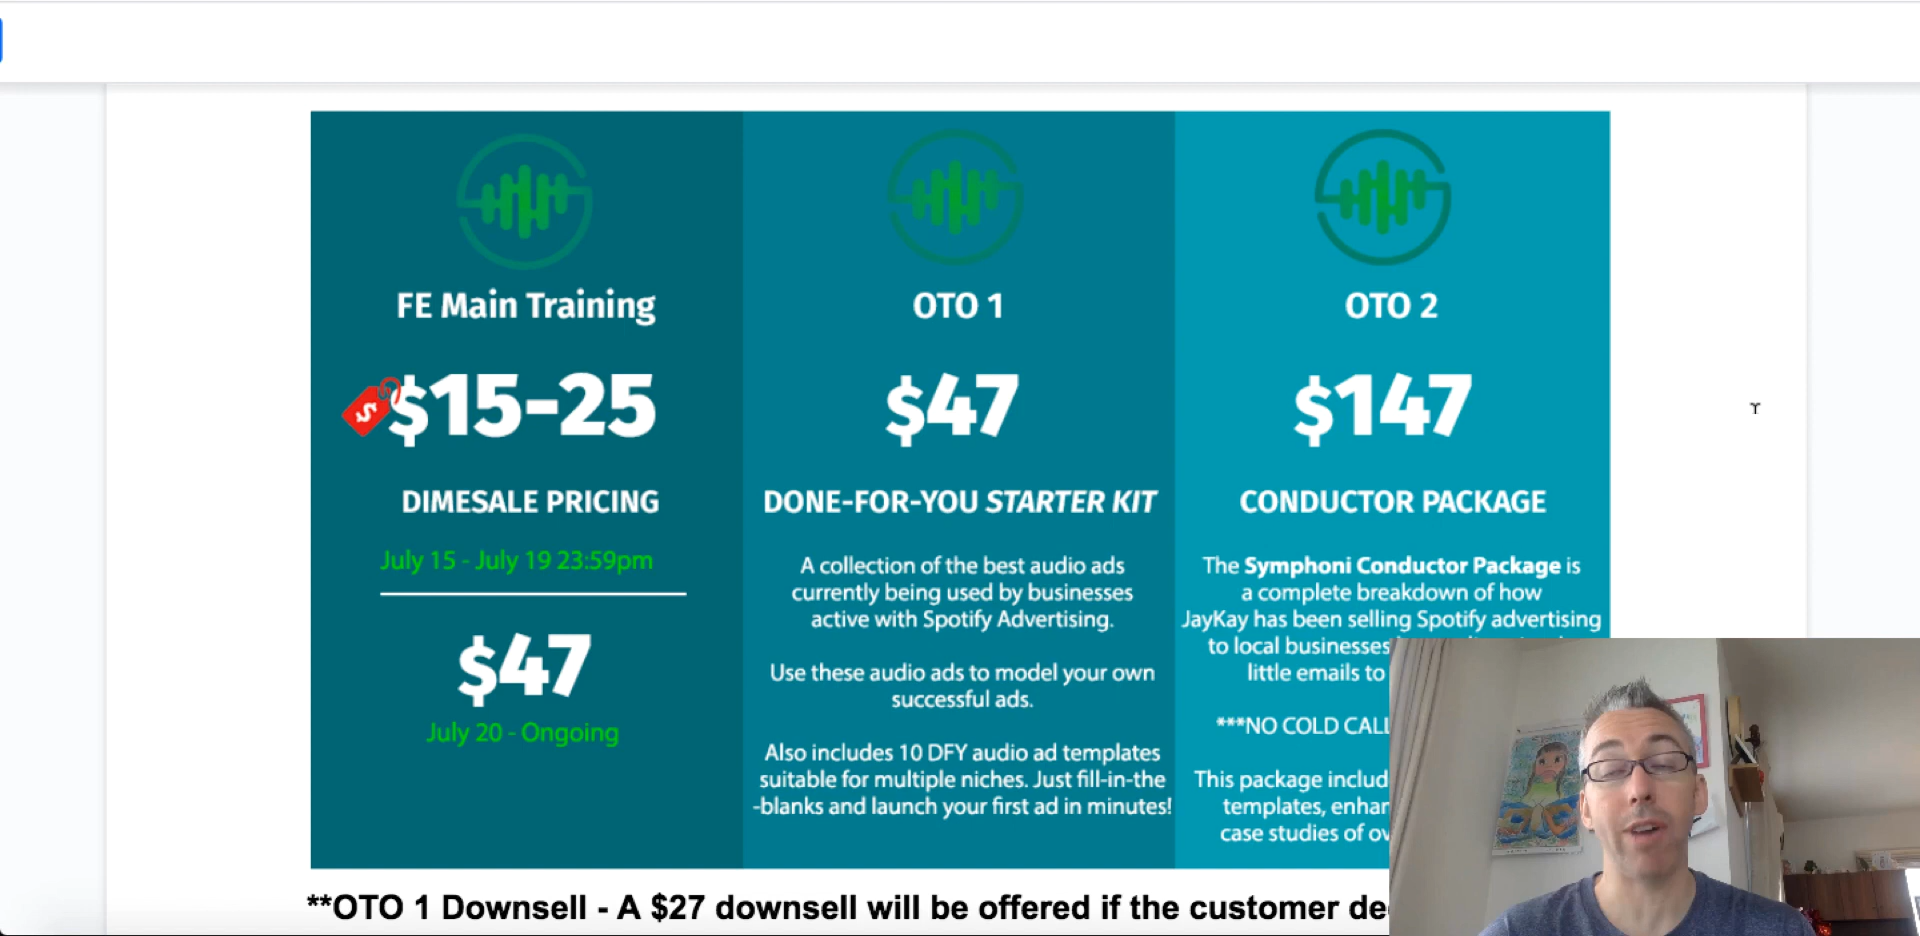 FE Main Training
$15-25
DIMESALE PRICING
July 15 - July 19 23:59pm
$47
July 20 - Ongoing
OTO 1
$47
DONE-FOR-YOU STARTER KIT
A collection of the best audio ads
currently being used by businesses
active with Spotify Advertising.
Use these audio ads to model your own
successful ads.
Also includes 10 DFY audio ad templates
suitable for multiple niches. Just fill-in-the
-blanks and launch your first ad in minutes!
OTO 2
$147
CONDUCTOR PACKAGE
The Symphoni Conductor Package is
a complete breakdown of how
JayKay has been selling Spotify advertising
to local businesses
little emails to
***NO COLD CALL
This package includ
templates, enhan
case studies of ov
**OTO 1 Downsell - A $27 downsell will be offered if the customer de